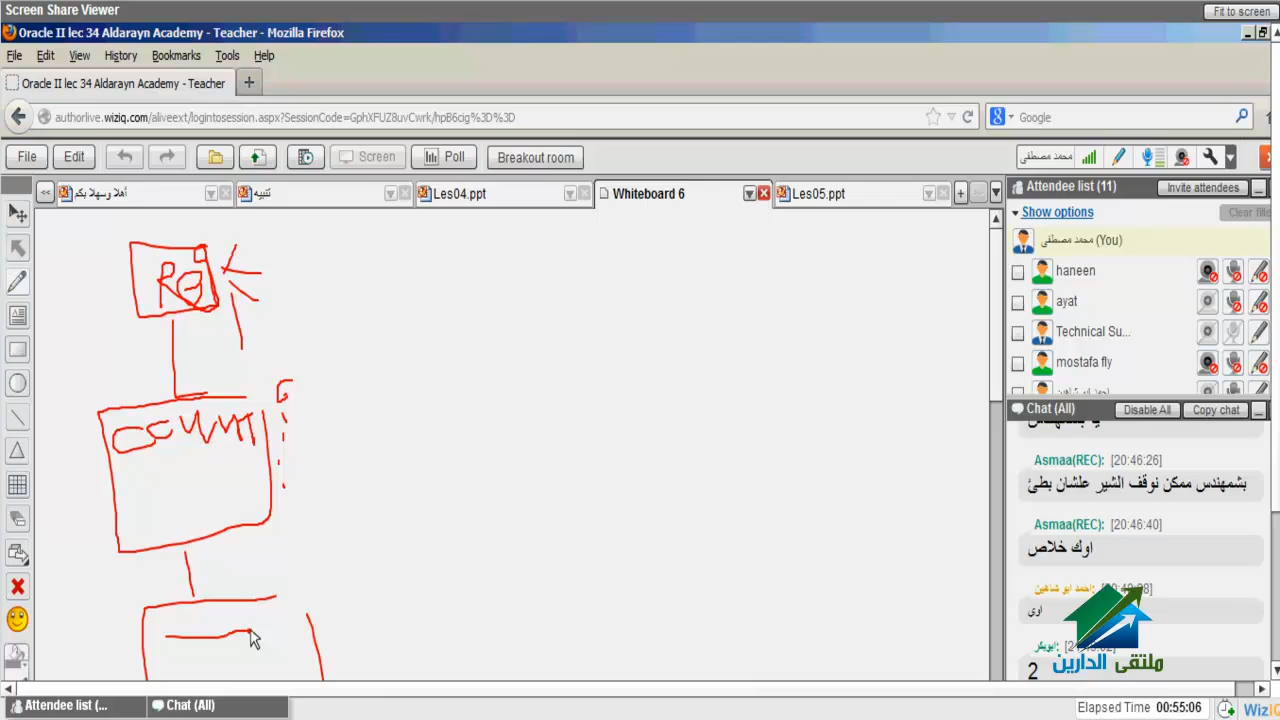 Screen Share Viewer
Fit to screen
Oracle II lec 34 Aldarayn Academy - Teacher - Mozilla Firefox
File Edit View History Bookmarks Tools Help
Oracle II lec 34 Aldarayn Academy - Teacher
authorlive.wiziq.com/aliveext/logintosession.aspx?SessionCode=GphXFUZ8uvCwrk/hpB6cig%3D%3D
Google
File Edit Screen Poll Breakout room
محمد مصطفى
أهلا وسهلا بكم
تنبيه
Les04.ppt
Whiteboard 6
Les05.ppt
Attendee list (11)
Invite attendees
Show options
Clear
محمد مصطفى (You)
haneen
ayat
Technical Su...
mostafa fly
Chat (All)
Disable All
Copy chat
Asmaa(REC): [20:46:26]
بشمهندس ممكن نوقف الشير علشان بطئ
Asmaa(REC): [20:46:40]
اوك خلاص
احمد ابو شاهين:
اوى
ابوبكر:
2
ملتقى الدارين
Attendee list (...
Chat (All)
Elapsed Time 00:55:06
WizIQ